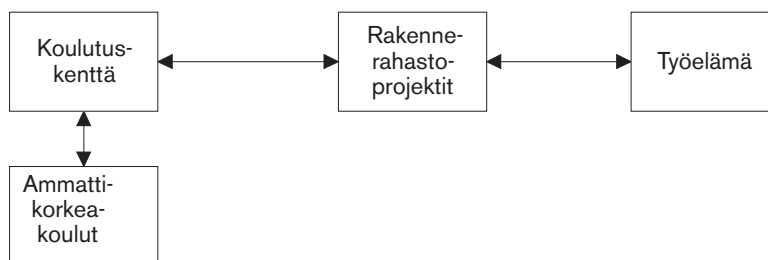 Koulutus-
kenttä
Rakenne-
rahasto-
projektit
Työelämä
Ammatti-
korkea-
koulut